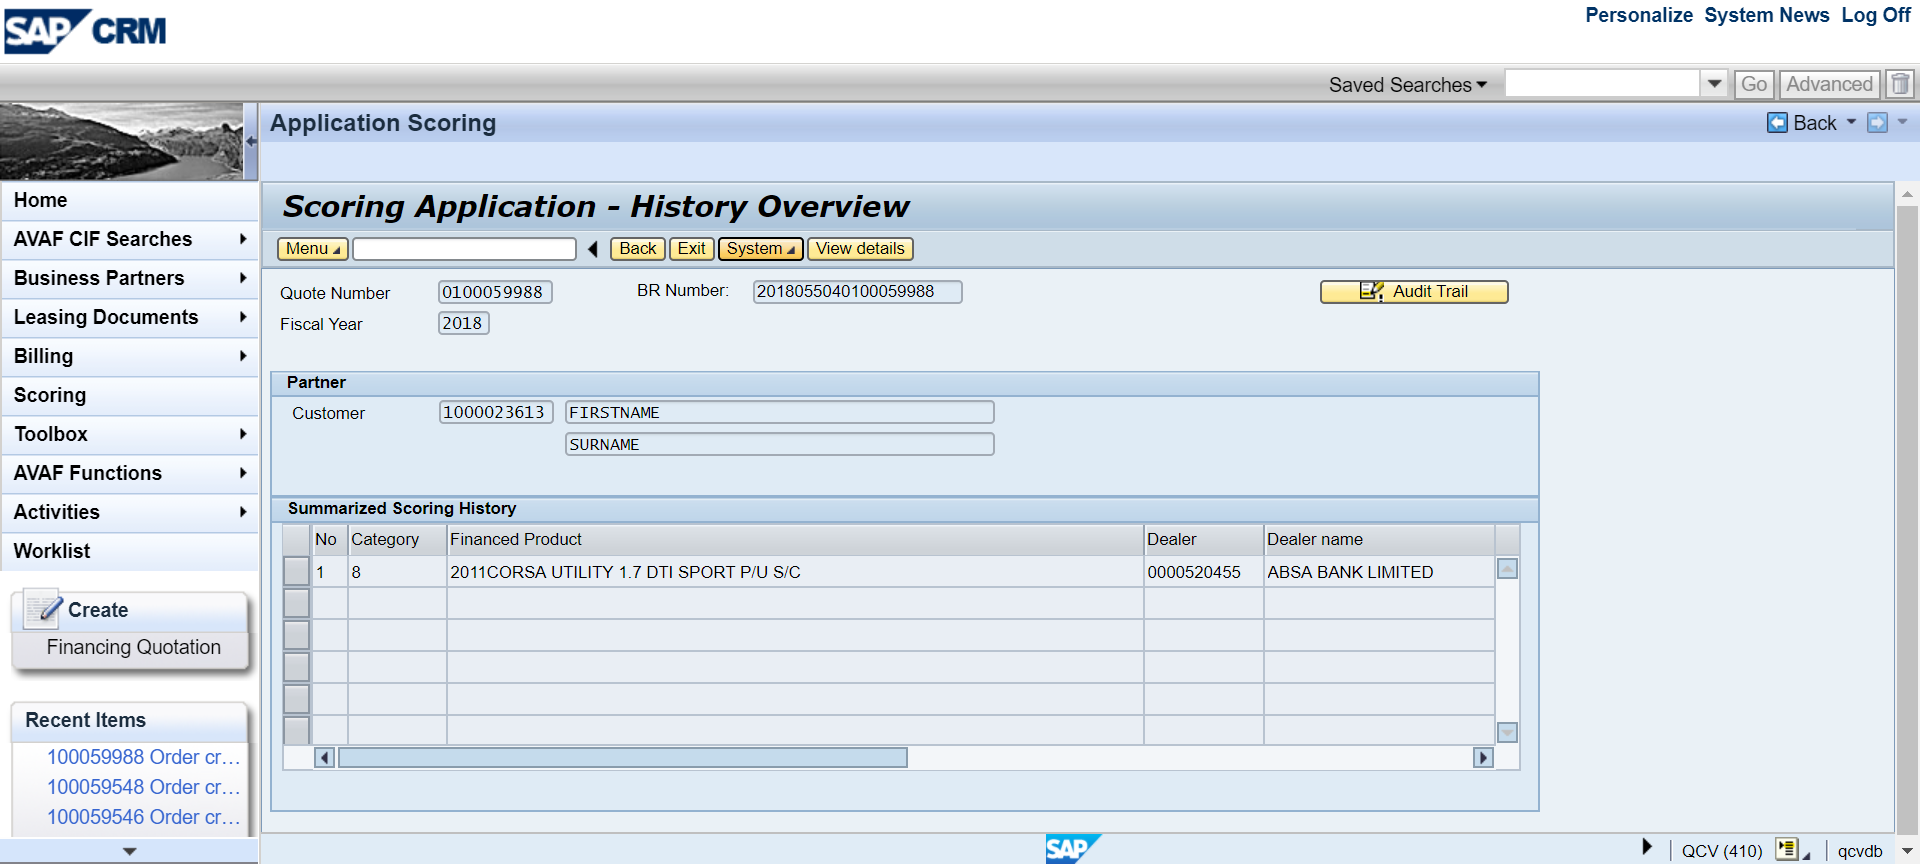 SAP CRM
Personalize System News Log Off
Saved Searches Go Advanced
Application Scoring
Back
Home
AVAF CIF Searches
Business Partners
Leasing Documents
Billing
Scoring
Toolbox
AVAF Functions
Activities
Worklist
Create
Financing Quotation
Recent Items
100059988 Order cr...
100059548 Order cr...
100059546 Order cr...
Scoring Application - History Overview
Menu Back Exit System View details
Quote Number 0100059988 BR Number: 2018055040100059988 Audit Trail
Fiscal Year 2018
Partner
Customer 1000023613 FIRSTNAME
SURNAME
Summarized Scoring History
No Category Financed Product Dealer Dealer name
1 8 2011CORSA UTILITY 1.7 DTI SPORT P/U S/C 0000520455 ABSA BANK LIMITED
SAP QCV (410) qcvdb